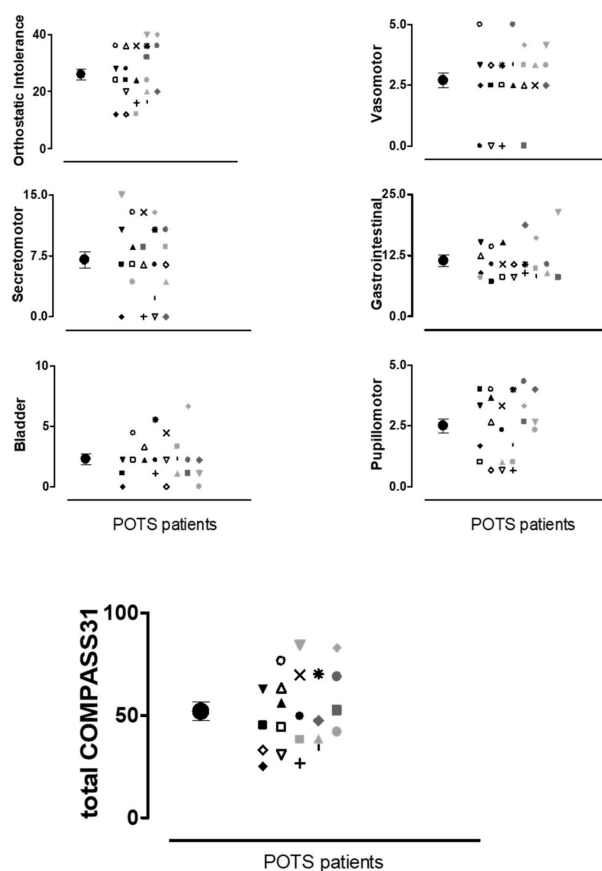 Orthostatic Intolerance
40
20
0
Vasomotor
5.0
2.5
0.0
Secretomotor
15.0
7.5
0.0
Gastrointestinal
25.0
12.5
0.0
Bladder
10
5
0
POTS patients
Pupillomotor
5.0
2.5
0.0
POTS patients
total COMPASS31
100
50
0
POTS patients